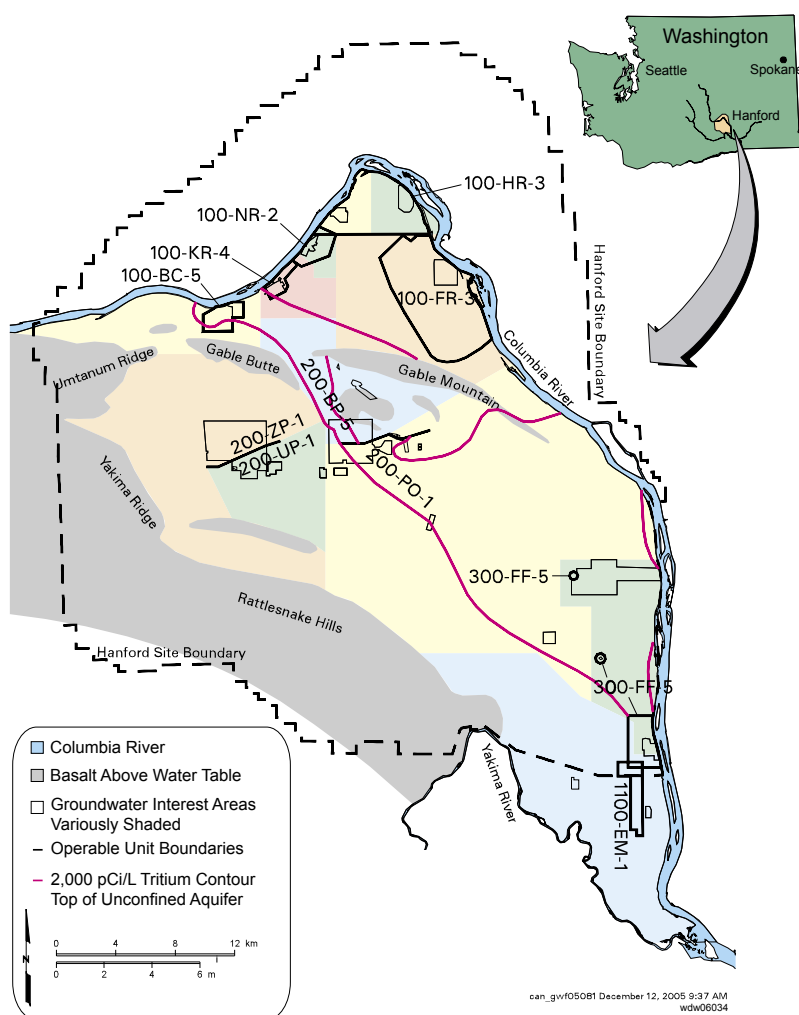 Washington
Seattle
Spokane
Hanford
100-HR-3
100-NR-2
100-KR-4
100-BC-5
100-FR-3
Hanford Site Boundary
Columbia River
Umtanum Ridge
Gable Butte
Gable Mountain
200-BP-5
200-ZP-1
200-UP-1
200-PO-1
Yakima Ridge
300-FF-5
Rattlesnake Hills
Hanford Site Boundary
300-FF-5
Yakima River
1100-EM-1
Columbia River
Basalt Above Water Table
Groundwater Interest Areas
Variously Shaded
Operable Unit Boundaries
2,000 pCi/L Tritium Contour
Top of Unconfined Aquifer
N
0 4 8 12 km
0 2 4 6 m
can_gwf05081 December 12, 2005 9:37 AM
wdw06034